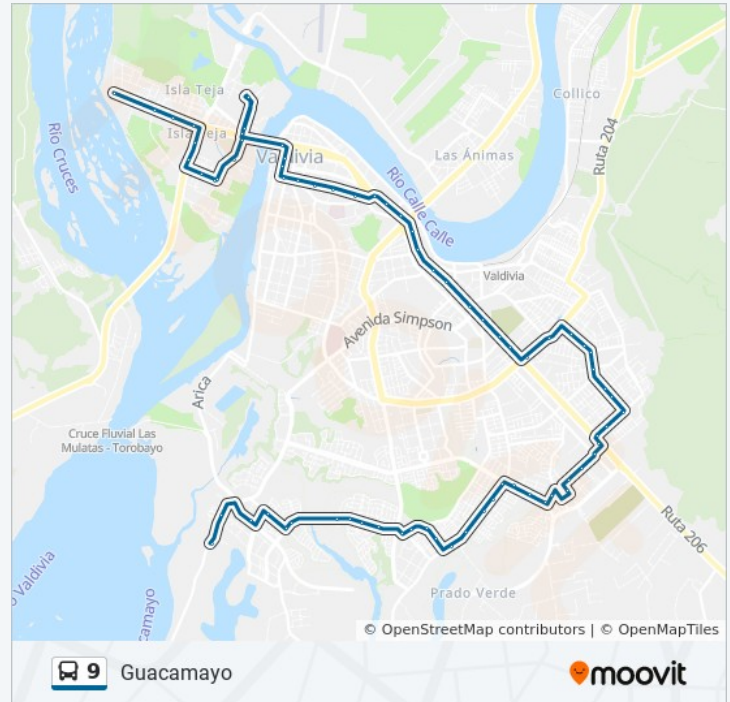 Isla Teja
Collico
Isla Teja
Río Cruces
Valdivia
Las Ánimas
Ruta 204
Río Calle Calle
Valdivia
Avenida Simpson
Arica
Cruce Fluvial Las
Mulatas - Torobayo
Ruta 206
o Valdivia
camayo
Prado Verde
© OpenStreetMap contributors | © OpenMapTiles
9 Guacamayo
moovit